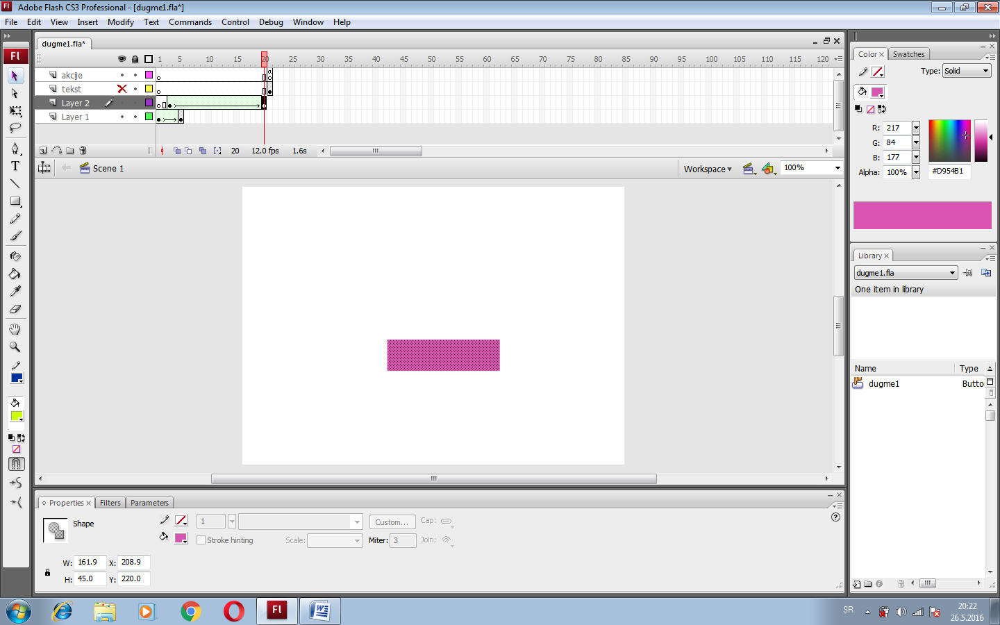 Fl Adobe Flash CS3 Professional - [dugme1.fla*]
File Edit View Insert Modify Text Commands Control Debug Window Help
dugme1.fla*
1 5 10 15 20 25 30 35 40 45 50 55 60 65 70 75 80 85 90 95 100 105 110 115 120
akcije
tekst
Layer 2
Layer 1
20 12.0 fps 1.6s
Scene 1 Workspace 100%
Fl
T
Color Swatches
Type: Solid
R: 217
G: 84
B: 177
Alpha: 100% #D954B1
Library
dugme1.fla
One item in library
Name Type
dugme1 Butto
Properties Filters Parameters
Shape 1 Custom... Cap:
Stroke hinting Scale: Miter: 3 Join:
W: 161.9 X: 208.9
H: 45.0 Y: 220.0
Fl W SR 20:22
26.5.2016